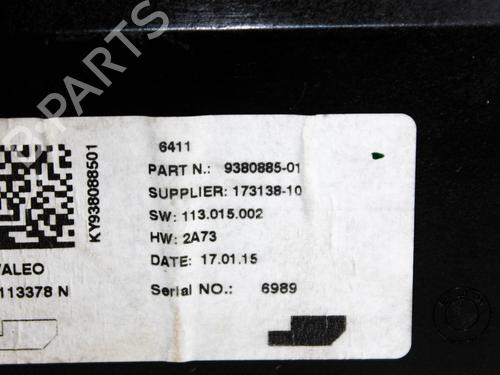 B-PARTS
6411
PART N.: 9380885-01
SUPPLIER: 173138-10
SW: 113.015.002
HW: 2A73
DATE: 17.01.15
Serial NO.: 6989
KY938088501
VALEO
113378 N